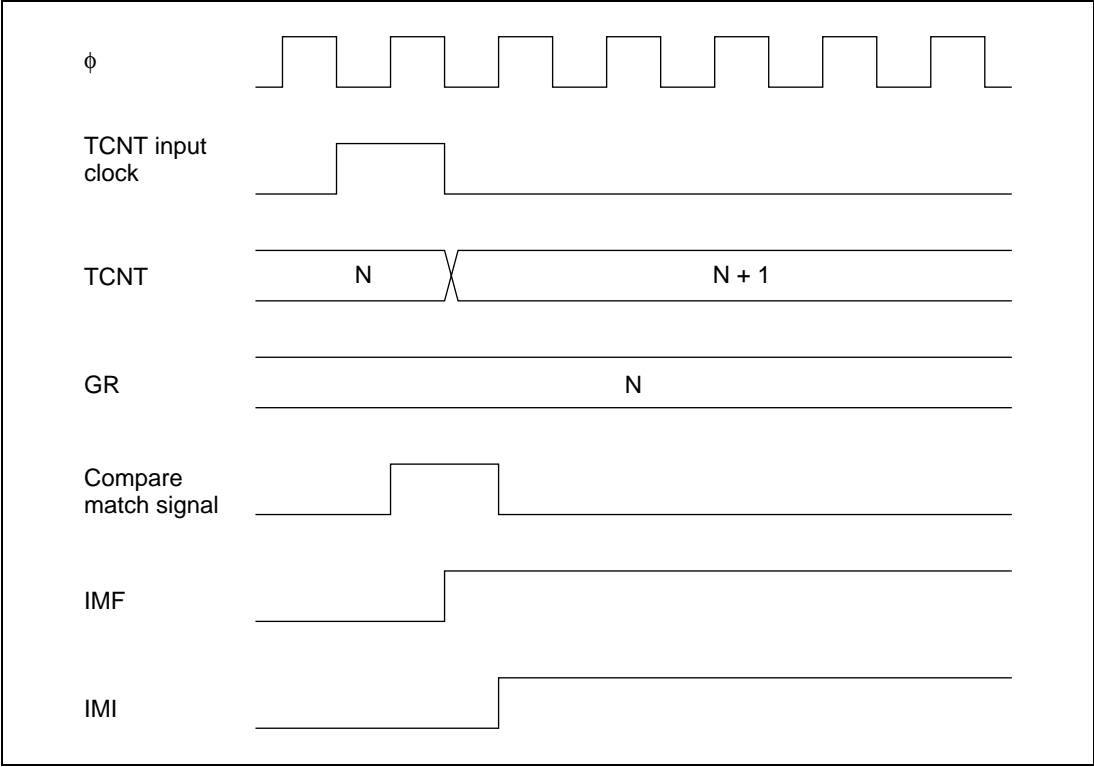 ϕ
TCNT input
clock
TCNT
N
N + 1
GR
N
Compare
match signal
IMF
IMI